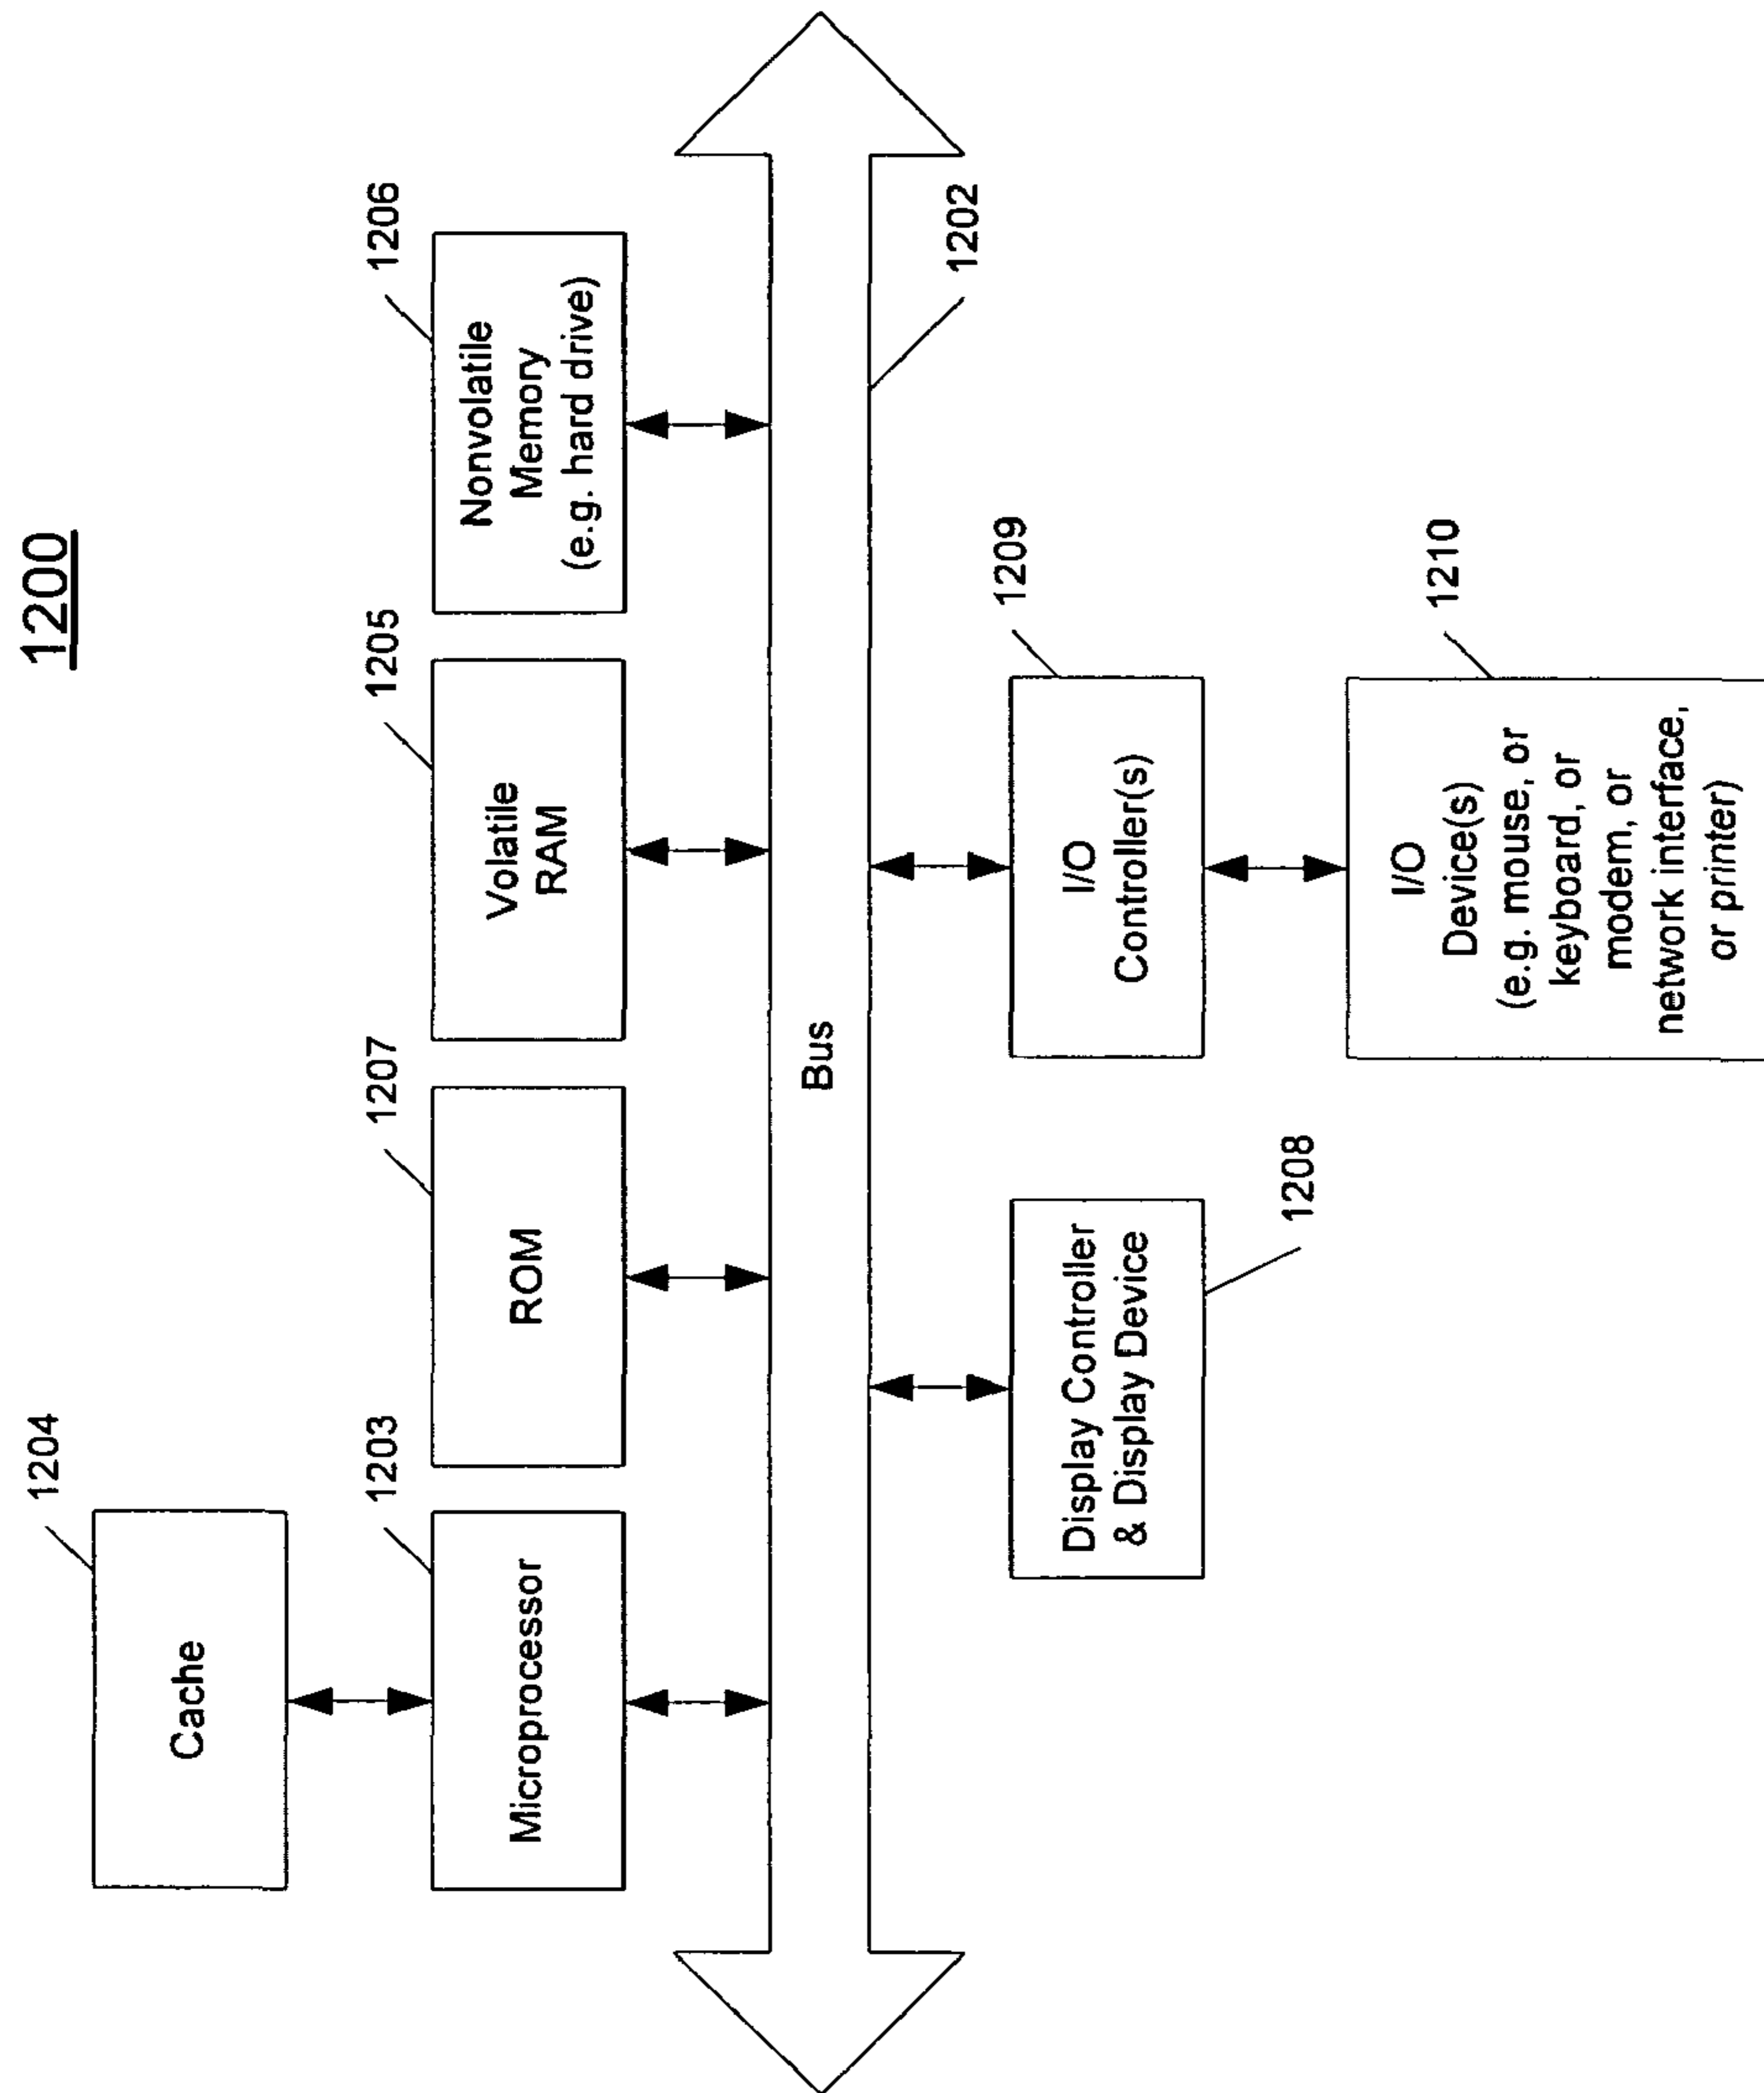 1200
1204
Cache
1203
1207
1205
1206
Microprocessor
ROM
Volatile
RAM
Nonvolatile
Memory
(e.g. hard drive)
Bus
1202
Display Controller
& Display Device
1208
I/O
Controller(s)
1209
I/O
Device(s)
(e.g. mouse, or
keyboard, or
modem, or
network interface,
or printer)
1210